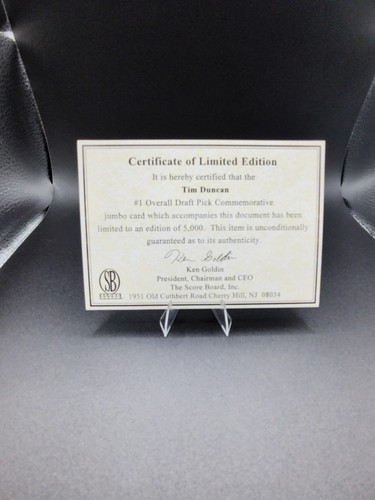 Certificate of Limited Edition
It is hereby certified that the
Tim Duncan
#1 Overall Draft Pick Commemorative
jumbo card which accompanies this document has been
limited to an edition of 5,000. This item is unconditionally
guaranteed as to its authenticity.
Ken Goldin
Ken Goldin
President, Chairman and CEO
The Score Board, Inc.
1951 Old Cuthbert Road Cherry Hill, NJ 08034
SB